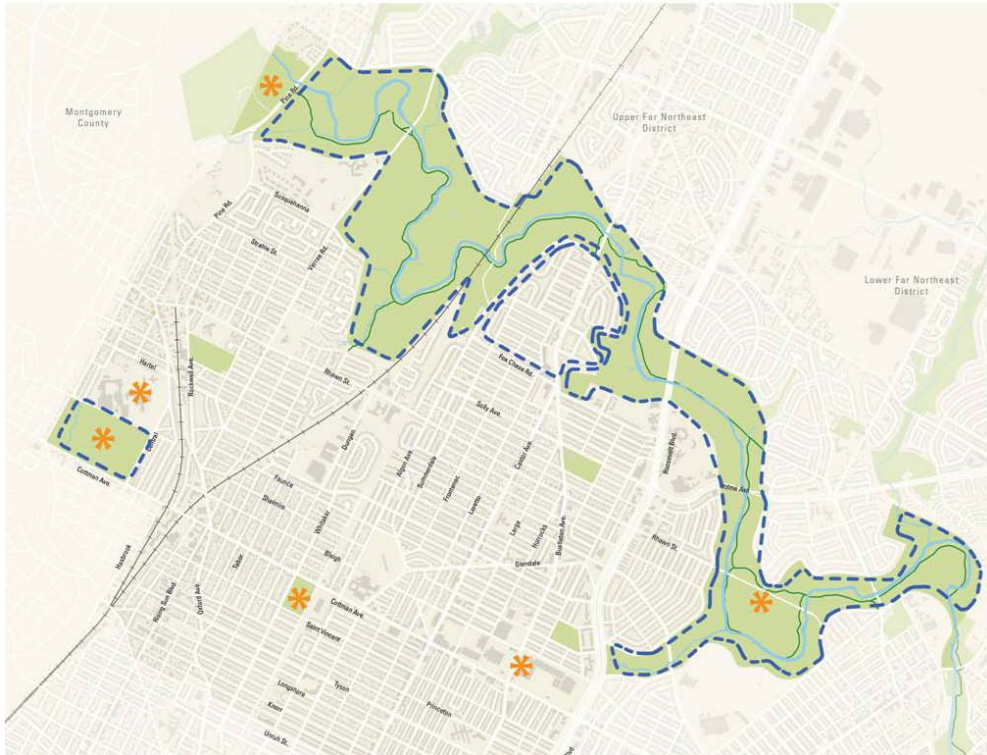 Montgomery
County
Pine Rd.
Upper Far Northeast
District
Susquehanna
Pine Rd.
Strahle St.
Verree Rd.
Lower Far Northeast
District
Hartel
Rockwell Ave.
Rhawn St.
Fox Chase Rd.
Solly Ave.
Central
Cottman Ave.
Dungan
Algon Ave.
Summerdale
Frontenac
Loretto
Castor Ave.
Roosevelt Blvd.
Faunce
Shelmire
Whitaker
Large
Horrocks
Bustleton Ave.
Rhawn St.
Hasbrook
Tabor
Bleigh
Glendale
Rising Sun Blvd.
Oxford Ave.
Cottman Ave.
Saint Vincent
Longshore
Tyson
Knorr
Princeton
Unruh St.